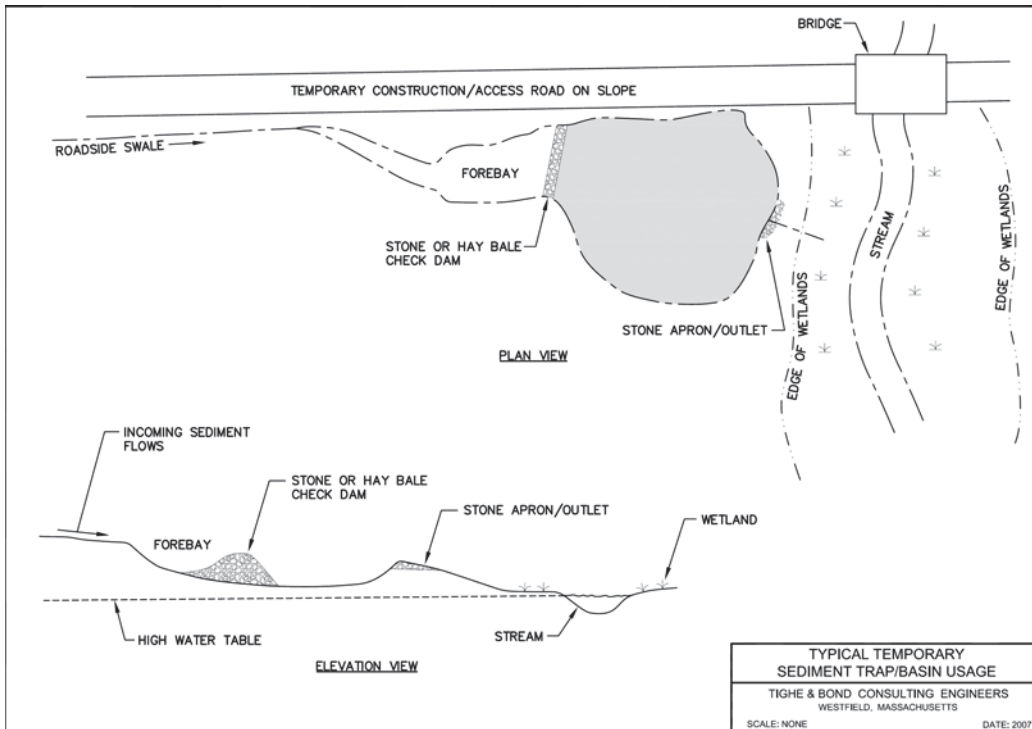 BRIDGE
TEMPORARY CONSTRUCTION/ACCESS ROAD ON SLOPE
ROADSIDE SWALE
FOREBAY
STONE OR HAY BALE
CHECK DAM
STONE APRON/OUTLET
EDGE OF WETLANDS
STREAM
EDGE OF WETLANDS
PLAN VIEW
INCOMING SEDIMENT
FLOWS
STONE OR HAY BALE
CHECK DAM
STONE APRON/OUTLET
WETLAND
FOREBAY
HIGH WATER TABLE
STREAM
ELEVATION VIEW
TYPICAL TEMPORARY
SEDIMENT TRAP/BASIN USAGE
TIGHE & BOND CONSULTING ENGINEERS
WESTFIELD, MASSACHUSETTS
SCALE: NONE DATE: 2007